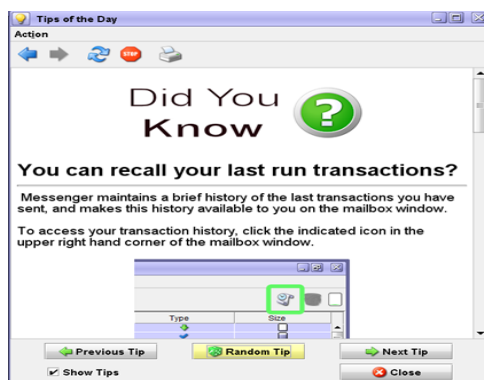 Tips of the Day
Action
STOP
Did You
Know
?
You can recall your last run transactions?
Messenger maintains a brief history of the last transactions you have
sent, and makes this history available to you on the mailbox window.
To access your transaction history, click the indicated icon in the
upper right hand corner of the mailbox window.
Type Size
Previous Tip Random Tip Next Tip
Show Tips Close